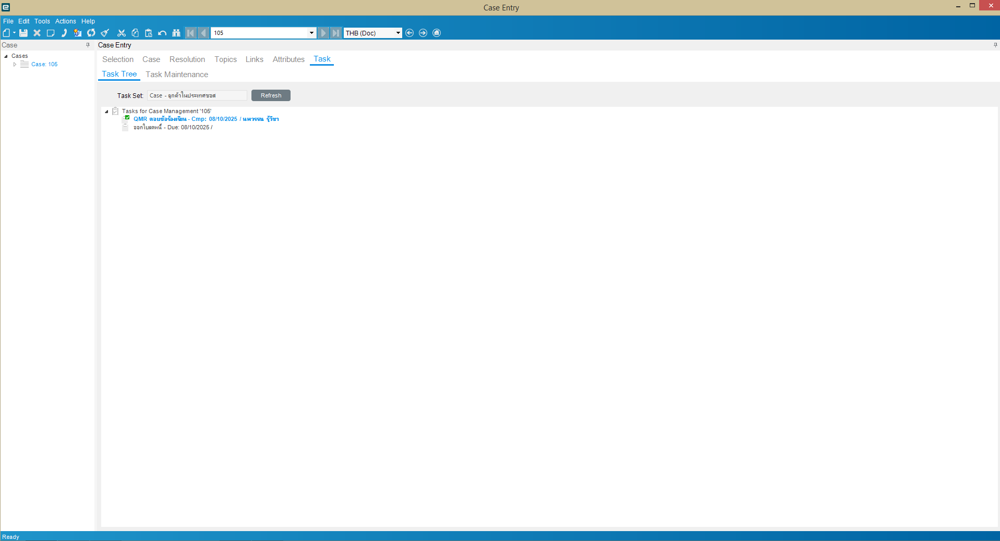 Case Entry
File Edit Tools Actions Help
105
THB (Doc)
Case
Case Entry
Cases
Case: 105
Selection Case Resolution Topics Links Attributes Task
Task Tree Task Maintenance
Task Set: Case - ลูกค้าในประเทศขอส Refresh
Tasks for Case Management '105'
QMR ตอบข้อร้องเรียน - Cmp: 08/10/2025 / นพวรรณ รู้วิชา
ออกใบลดหนี้ - Due: 08/10/2025 /
Ready